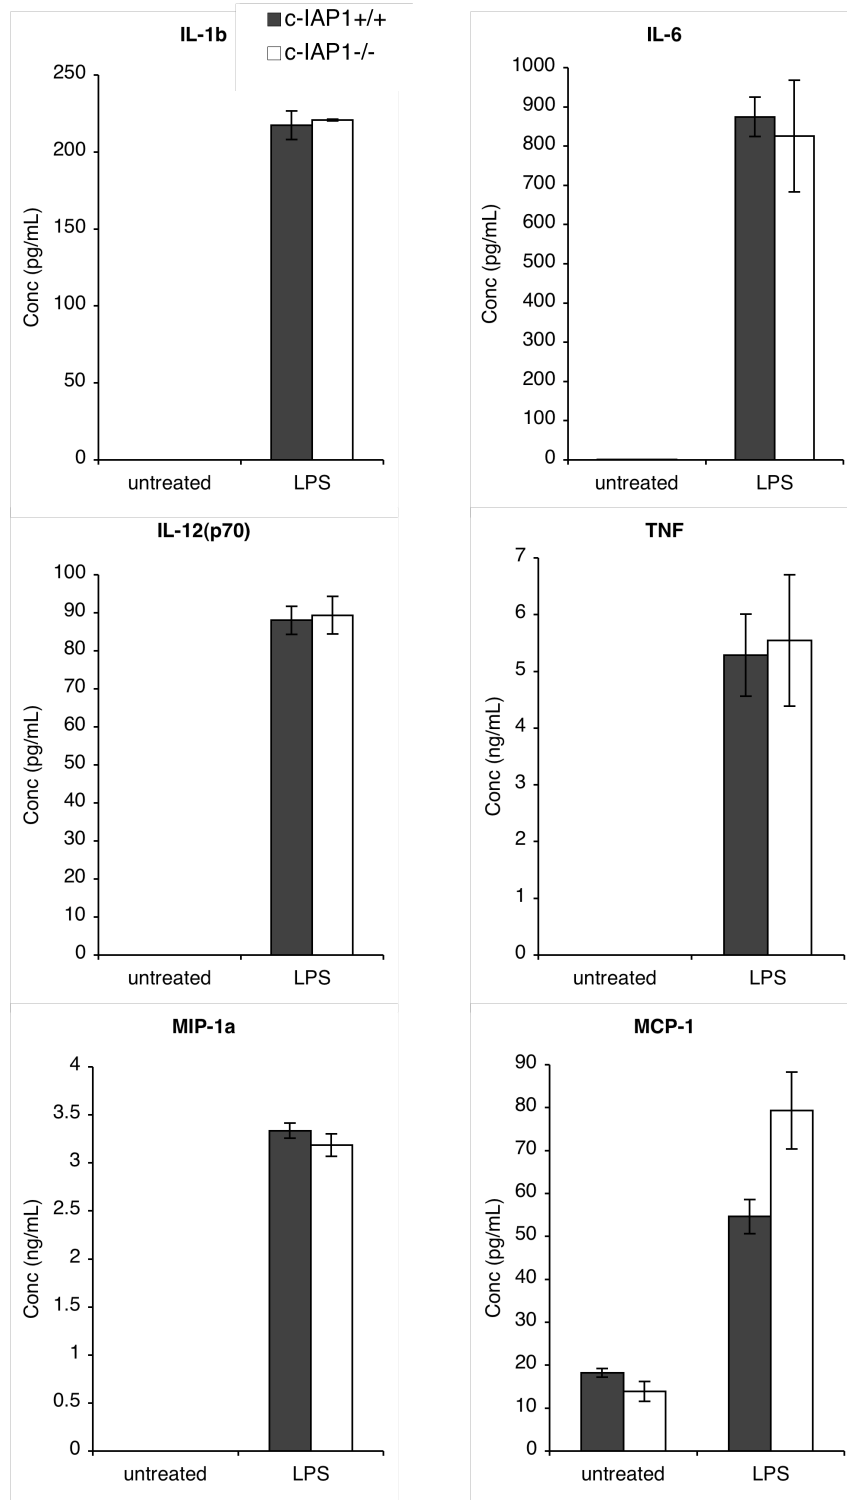 IL-1b
c-IAP1+/+
c-IAP1-/-
250
200
150
100
50
0
Conc (pg/mL)
untreated LPS
IL-6
1000
900
800
700
600
500
400
300
200
100
0
Conc (pg/mL)
untreated LPS
IL-12(p70)
100
90
80
70
60
50
40
30
20
10
0
Conc (pg/mL)
untreated LPS
TNF
7
6
5
4
3
2
1
0
Conc (ng/mL)
untreated LPS
MIP-1a
4
3.5
3
2.5
2
1.5
1
0.5
0
Conc (ng/mL)
untreated LPS
MCP-1
90
80
70
60
50
40
30
20
10
0
Conc (pg/mL)
untreated LPS